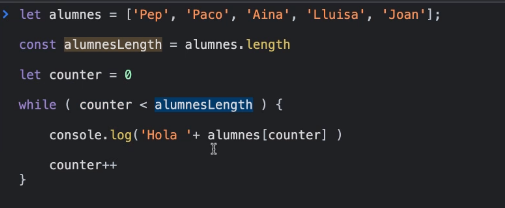 let alumnes = ['Pep', 'Paco', 'Aina', 'Lluisa', 'Joan'];
const alumnesLength = alumnes.length
let counter = 0
while ( counter < alumnesLength ) {
console.log('Hola '+ alumnes[counter] )
counter++
}